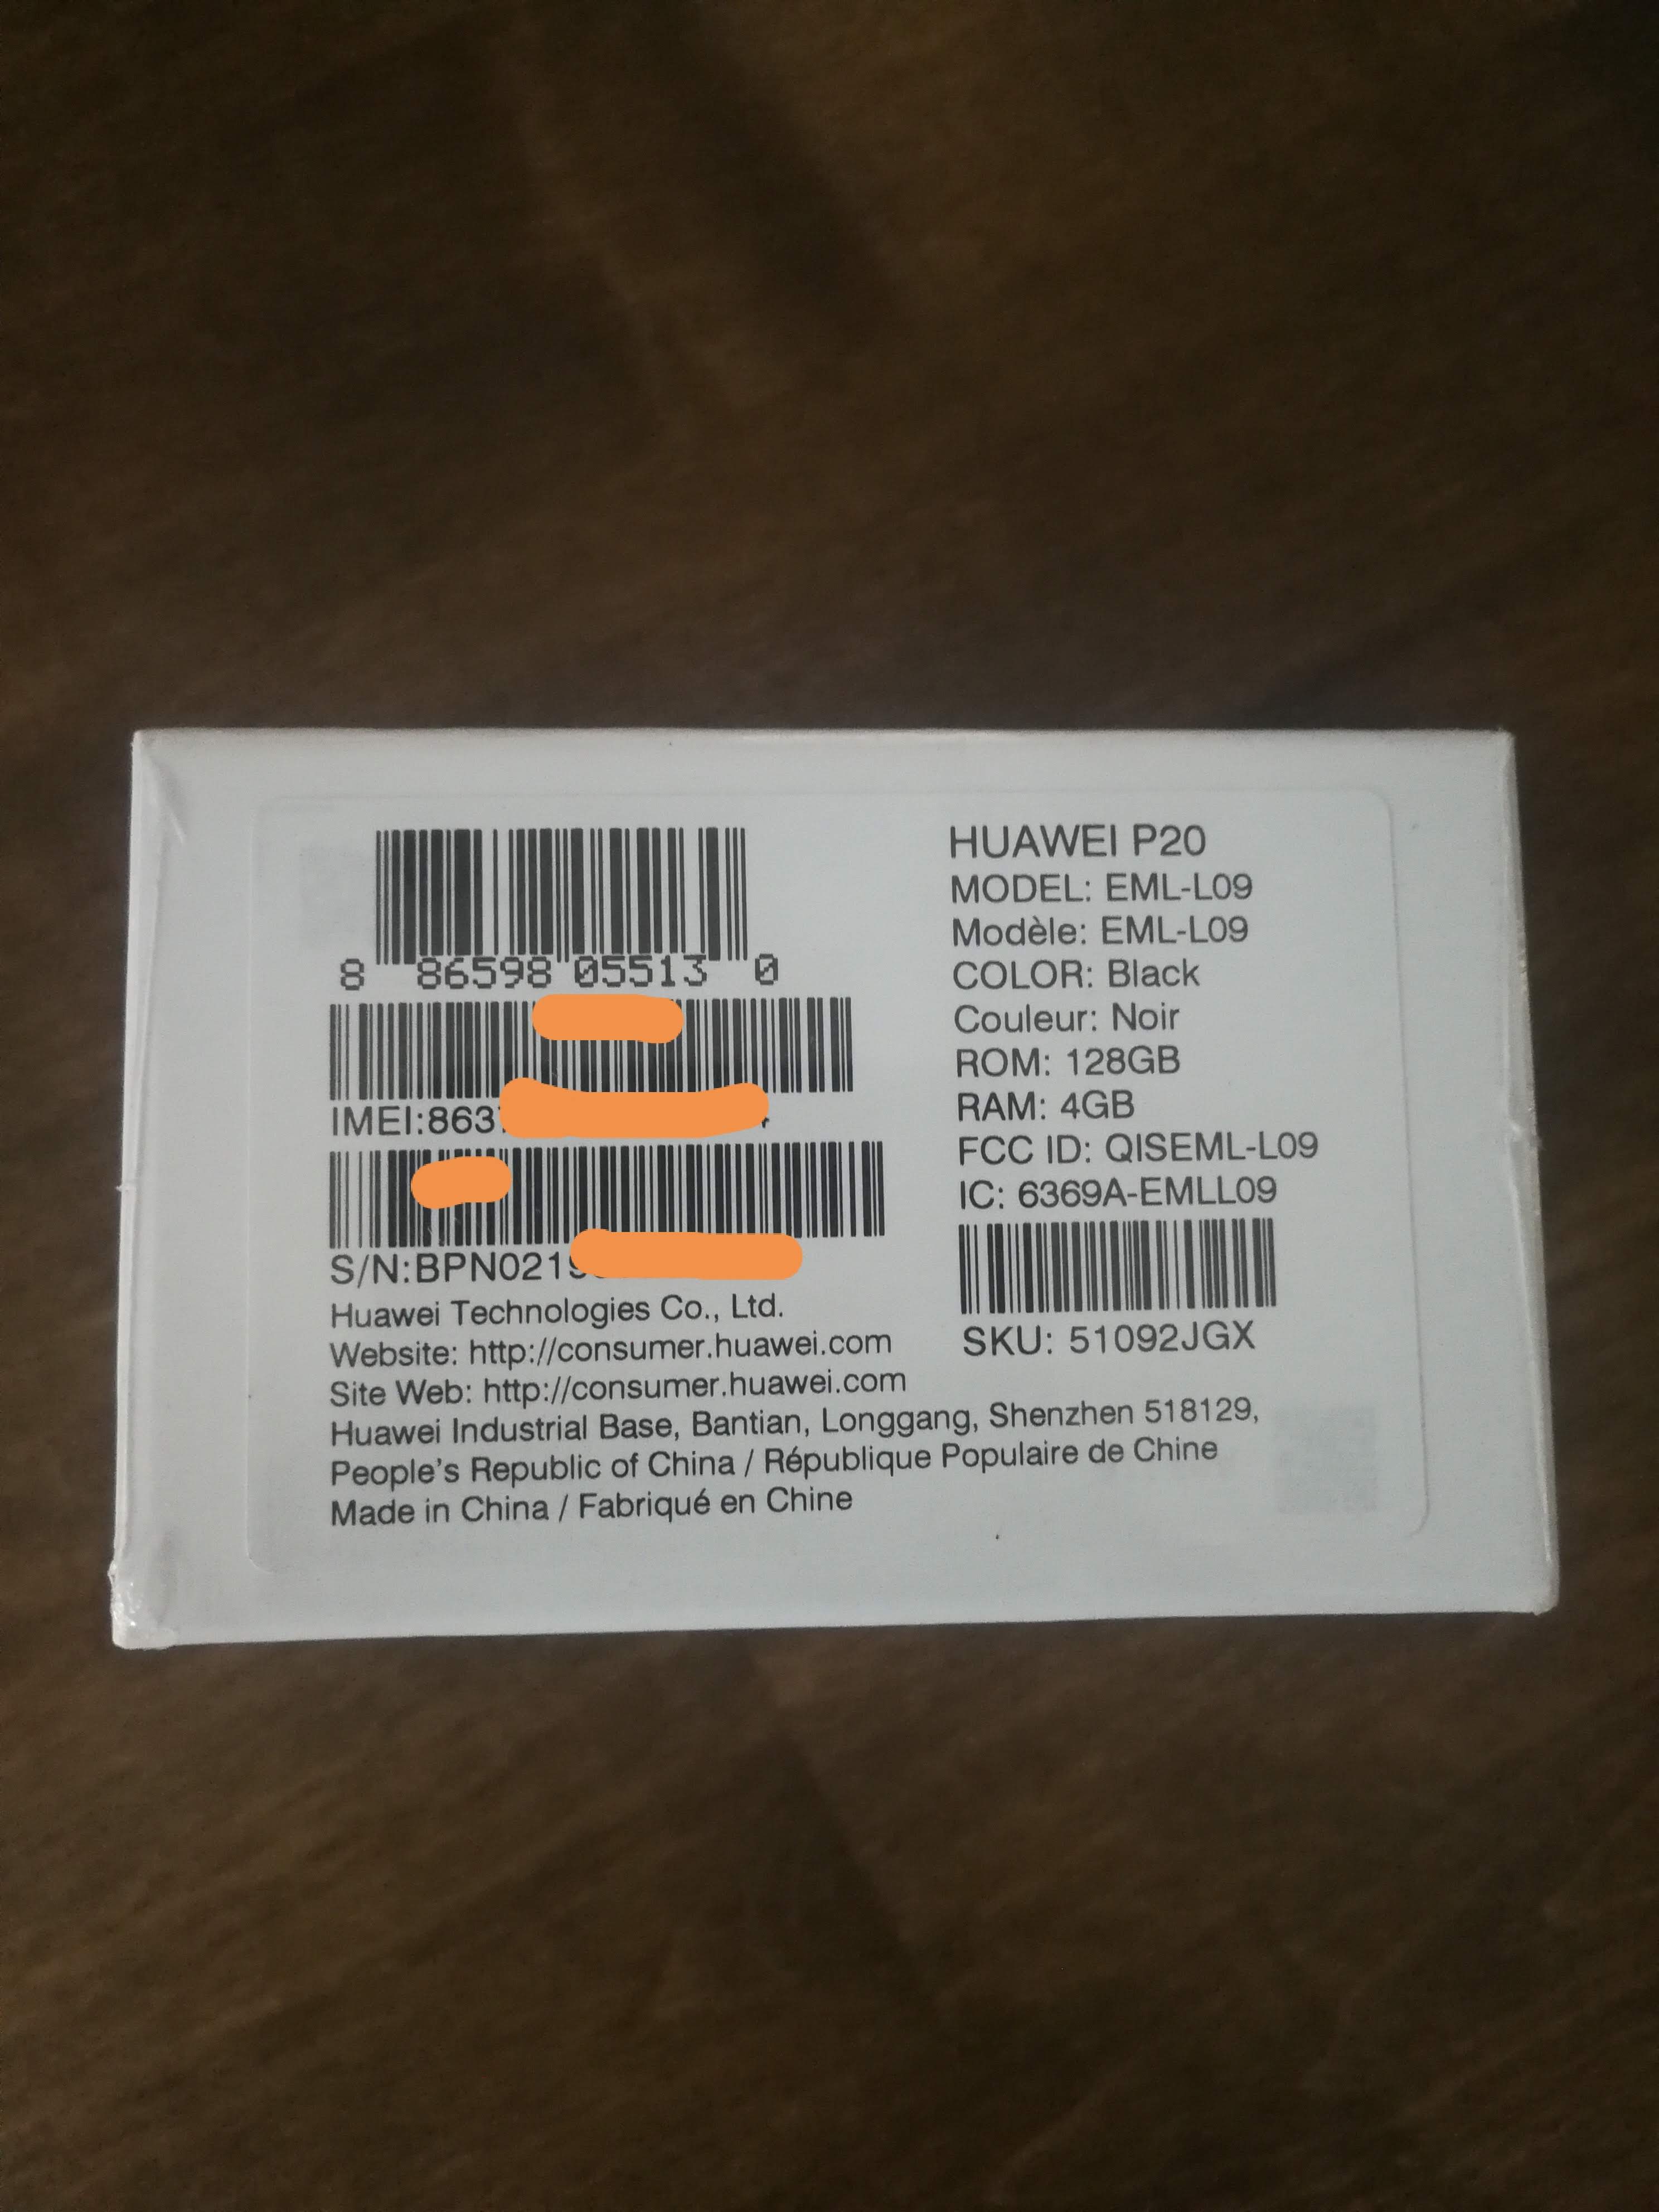 8 86598 05513 0
IMEI:863
S/N:BPN0219
Huawei Technologies Co., Ltd.
Website: http://consumer.huawei.com
Site Web: http://consumer.huawei.com
Huawei Industrial Base, Bantian, Longgang, Shenzhen 518129,
People's Republic of China / République Populaire de Chine
Made in China / Fabriqué en Chine
HUAWEI P20
MODEL: EML-L09
Modèle: EML-L09
COLOR: Black
Couleur: Noir
ROM: 128GB
RAM: 4GB
FCC ID: QISEML-L09
IC: 6369A-EMLL09
SKU: 51092JGX